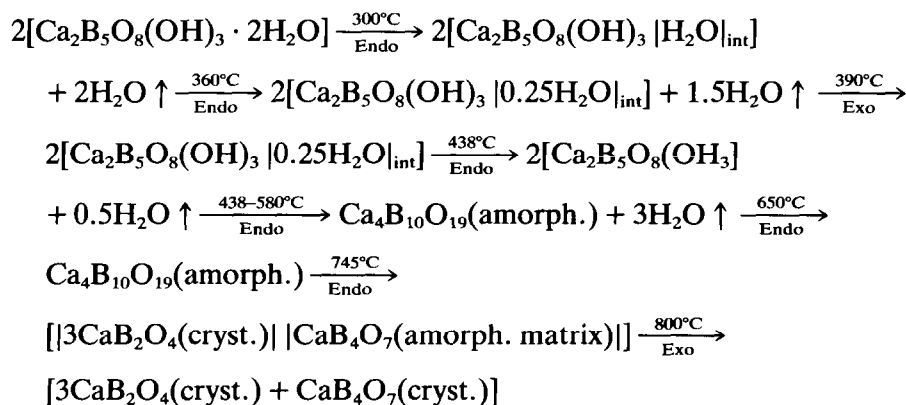 2[Ca₂B₅O₈(OH)₃ · 2H₂O] 300°C Endo → 2[Ca₂B₅O₈(OH)₃ |H₂O|ᵢₙₜ]
+ 2H₂O ↑ 360°C Endo → 2[Ca₂B₅O₈(OH)₃ |0.25H₂O|ᵢₙₜ] + 1.5H₂O ↑ 390°C Exo →
2[Ca₂B₅O₈(OH)₃ |0.25H₂O|ᵢₙₜ] 438°C Endo → 2[Ca₂B₅O₈(OH₃]
+ 0.5H₂O ↑ 438–580°C Endo → Ca₄B₁₀O₁₉(amorph.) + 3H₂O ↑ 650°C Endo →
Ca₄B₁₀O₁₉(amorph.) 745°C Endo →
[|3CaB₂O₄(cryst.)| |CaB₄O₇(amorph. matrix)|] 800°C Exo →
[3CaB₂O₄(cryst.) + CaB₄O₇(cryst.)]